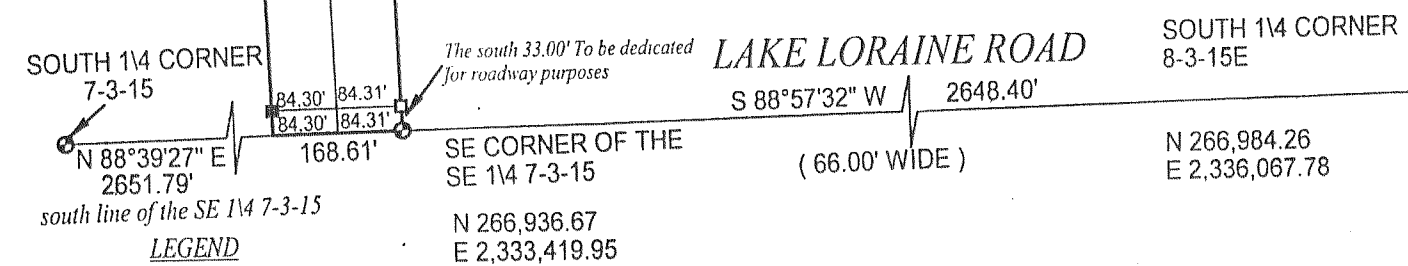 SOUTH 1\4 CORNER
7-3-15
N 88°39'27" E
2651.79'
south line of the SE 1\4 7-3-15
LEGEND
84.30' 84.31'
84.30' 84.31'
168.61'
The south 33.00' To be dedicated
for roadway purposes
SE CORNER OF THE
SE 1\4 7-3-15
N 266,936.67
E 2,333,419.95
LAKE LORAINE ROAD
S 88°57'32" W 2648.40'
( 66.00' WIDE )
SOUTH 1\4 CORNER
8-3-15E
N 266,984.26
E 2,336,067.78